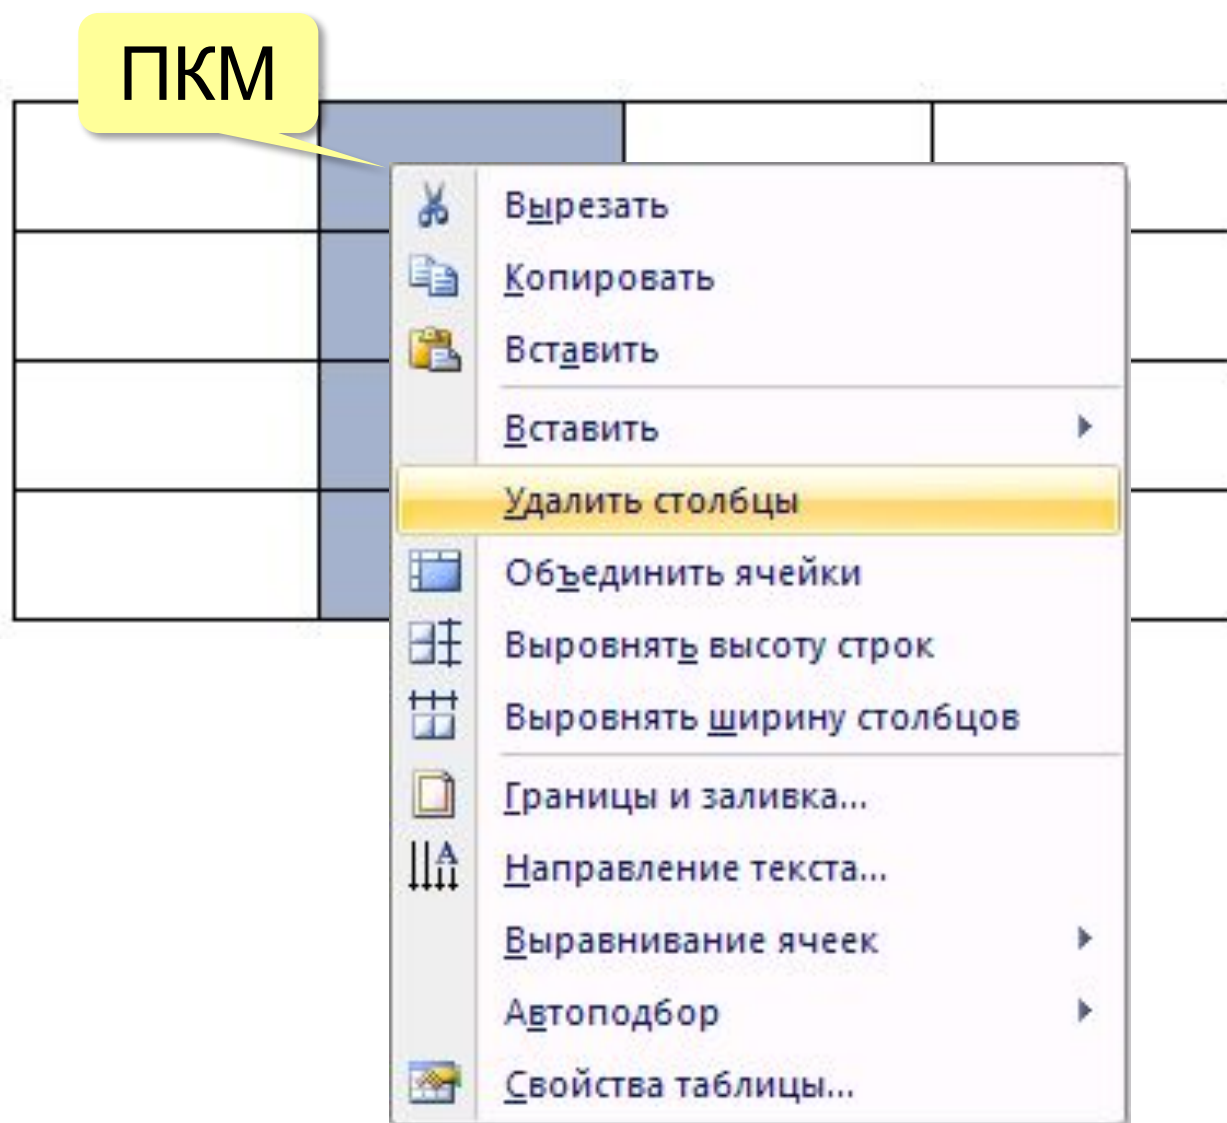 ПКМ
Вырезать
Копировать
Вставить
Вставить
Удалить столбцы
Объединить ячейки
Выровнять высоту строк
Выровнять ширину столбцов
Границы и заливка...
Направление текста...
Выравнивание ячеек
Автоподбор
Свойства таблицы...